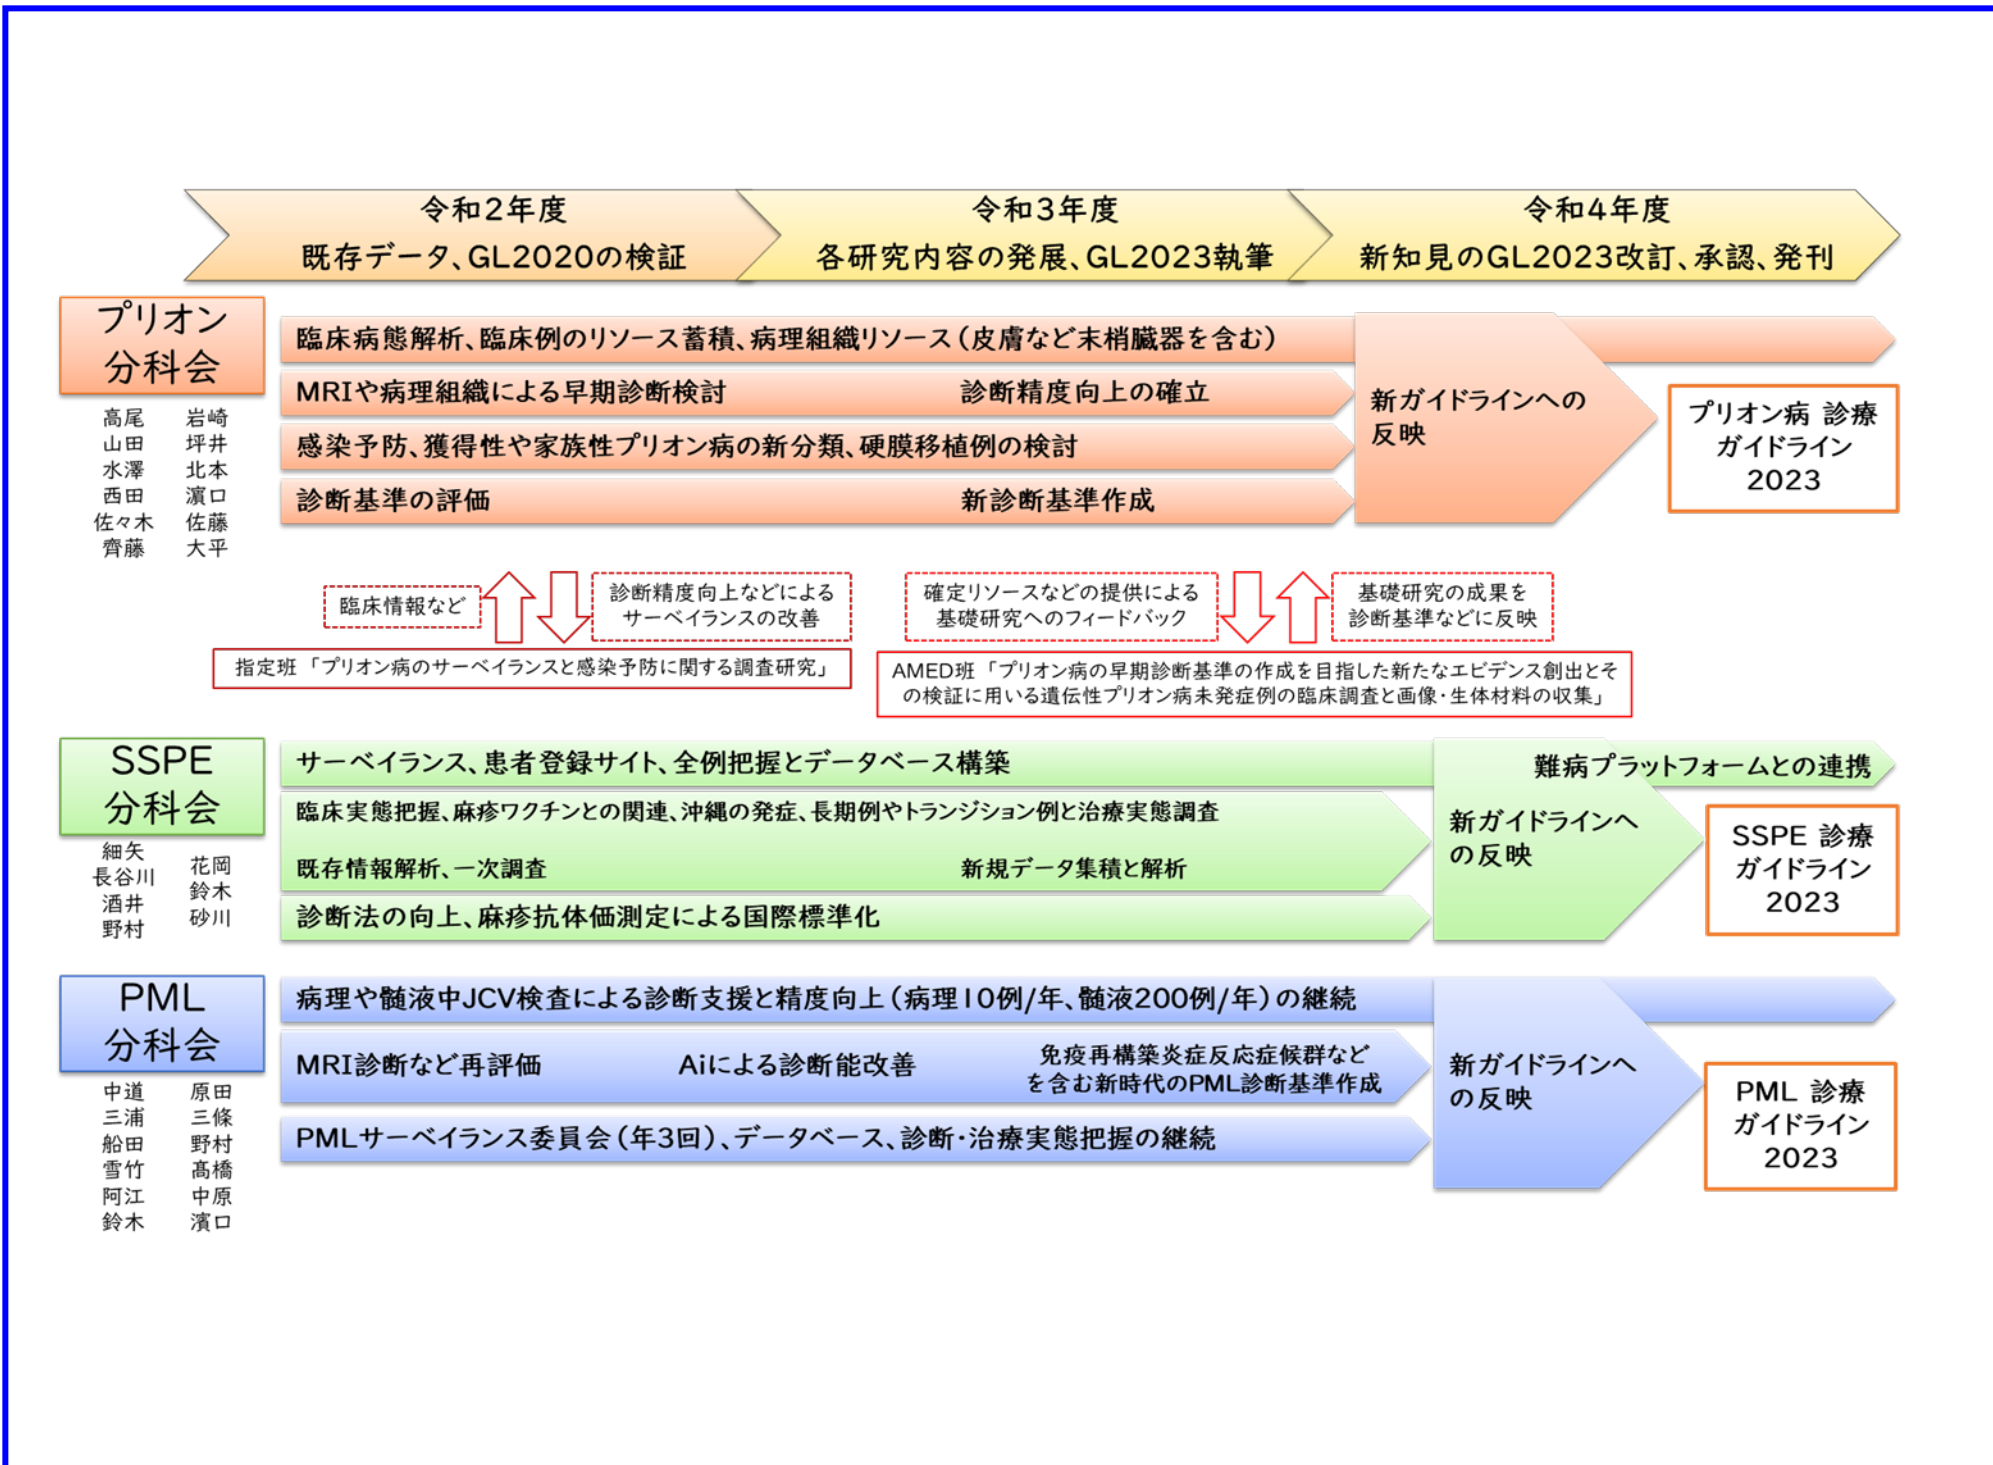 令和2年度
既存データ、GL2020の検証
令和3年度
各研究内容の発展、GL2023執筆
令和4年度
新知見のGL2023改訂、承認、発刊
プリオン
分科会
高尾 岩崎
山田 坪井
水澤 北本
西田 濵口
佐々木 佐藤
齊藤 大平
臨床病態解析、臨床例のリソース蓄積、病理組織リソース（皮膚など末梢臓器を含む）
MRIや病理組織による早期診断検討 診断精度向上の確立
感染予防、獲得性や家族性プリオン病の新分類、硬膜移植例の検討
診断基準の評価 新診断基準作成
新ガイドラインへの
反映
プリオン病 診療
ガイドライン
2023
臨床情報など
診断精度向上などによる
サーベイランスの改善
確定リソースなどの提供による
基礎研究へのフィードバック
基礎研究の成果を
診断基準などに反映
指定班「プリオン病のサーベイランスと感染予防に関する調査研究」
AMED班「プリオン病の早期診断基準の作成を目指した新たなエビデンス創出とそ
の検証に用いる遺伝性プリオン病未発症例の臨床調査と画像・生体材料の収集」
SSPE
分科会
細矢
長谷川
酒井
野村
花岡
鈴木
砂川
サーベイランス、患者登録サイト、全例把握とデータベース構築
難病プラットフォームとの連携
臨床実態把握、麻疹ワクチンとの関連、沖縄の発症、長期例やトランジション例と治療実態調査
既存情報解析、一次調査 新規データ集積と解析
診断法の向上、麻疹抗体価測定による国際標準化
新ガイドラインへ
の反映
SSPE 診療
ガイドライン
2023
PML
分科会
中道 原田
三浦 三條
船田 野村
雪竹 髙橋
阿江 中原
鈴木 濵口
病理や髄液中JCV検査による診断支援と精度向上（病理10例/年、髄液200例/年）の継続
MRI診断など再評価 Aiによる診断能改善
免疫再構築炎症反応症候群など
を含む新時代のPML診断基準作成
PMLサーベイランス委員会（年3回）、データベース、診断・治療実態把握の継続
新ガイドラインへ
の反映
PML 診療
ガイドライン
2023